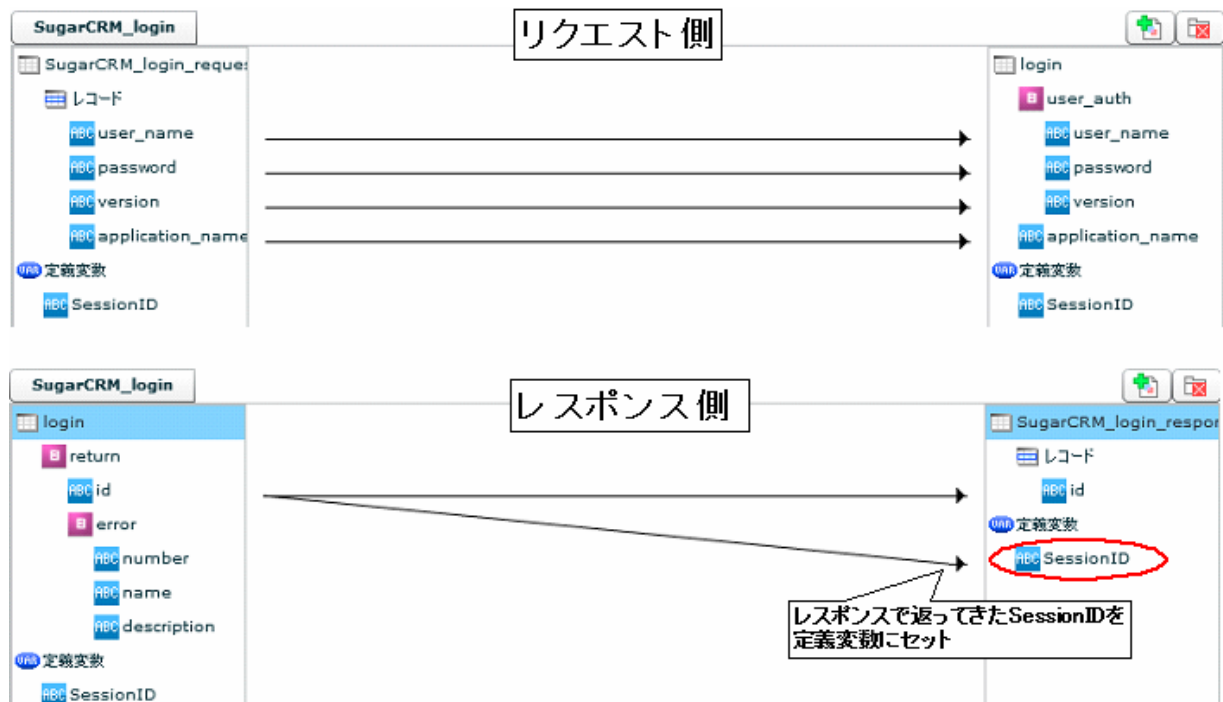 SugarCRM_login
リクエスト側
SugarCRM_login_reque
レコード
user_name
password
version
application_name
定義変数
SessionID
login
user_auth
user_name
password
version
application_name
定義変数
SessionID
SugarCRM_login
レスポンス側
login
return
id
error
number
name
description
定義変数
SessionID
SugarCRM_login_respon
レコード
id
定義変数
SessionID
レスポンスで返ってきたSessionIDを
定義変数にセット